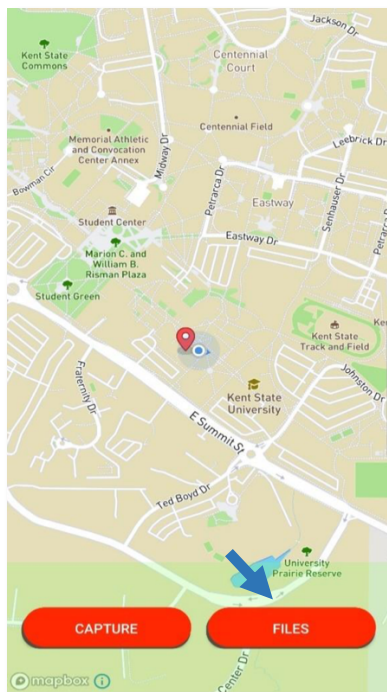 Jackson Dr
Kent State
Commons
Centennial
Court
Centennial Field
Memorial Athletic
and Convocation
Center Annex
Midway Dr
Leebrick Dr
Bowman Cir
Petrarca Dr
Eastway
Senhauser Dr
Student Center
Eastway Dr
Petrarca
Marion C. and
William B.
Risman Plaza
Student Green
Kent State
Track and Field
Fraternity Dr
Kent State
University
Johnston Dr
E Summit St
Ted Boyd Dr
University
Prairie Reserve
CAPTURE
FILES
Center Dr
mapbox